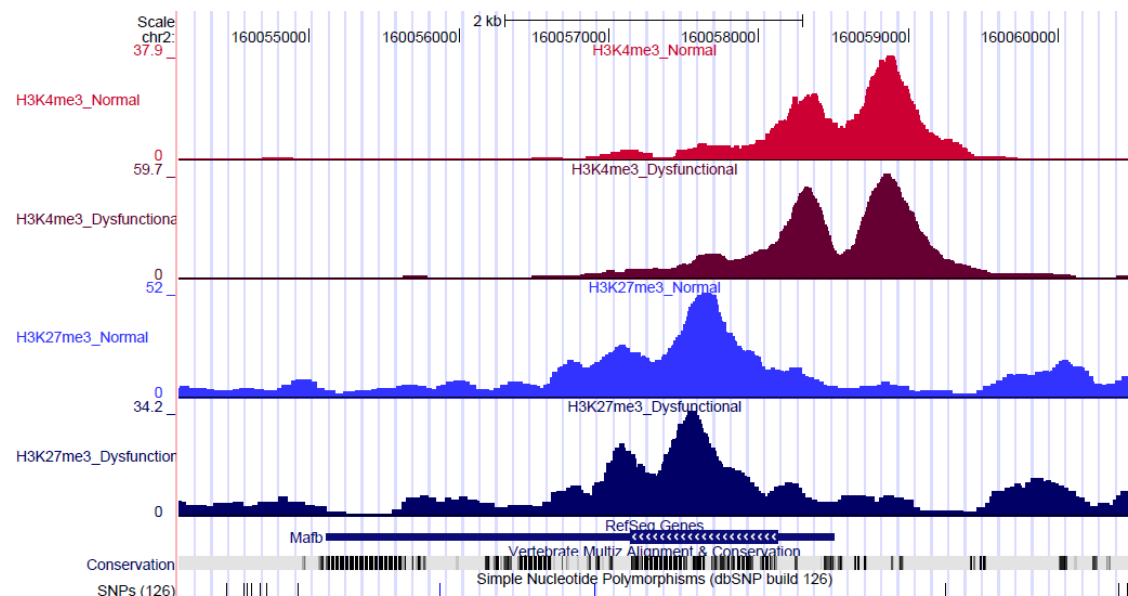 Scale
2 kb
chr2:
160055000
160056000
160057000
160058000
160059000
160060000
37.9
H3K4me3_Normal
H3K4me3_Normal
0
59.7
H3K4me3_Dysfunctional
H3K4me3_Dysfunctiona
0
52
H3K27me3_Normal
H3K27me3_Normal
0
34.2
H3K27me3_Dysfunctional
H3K27me3_Dysfunction
0
RefSeq Genes
Mafb
Vertebrate Multiz Alignment & Conservation
Conservation
Simple Nucleotide Polymorphisms (dbSNP build 126)
SNPs (126)